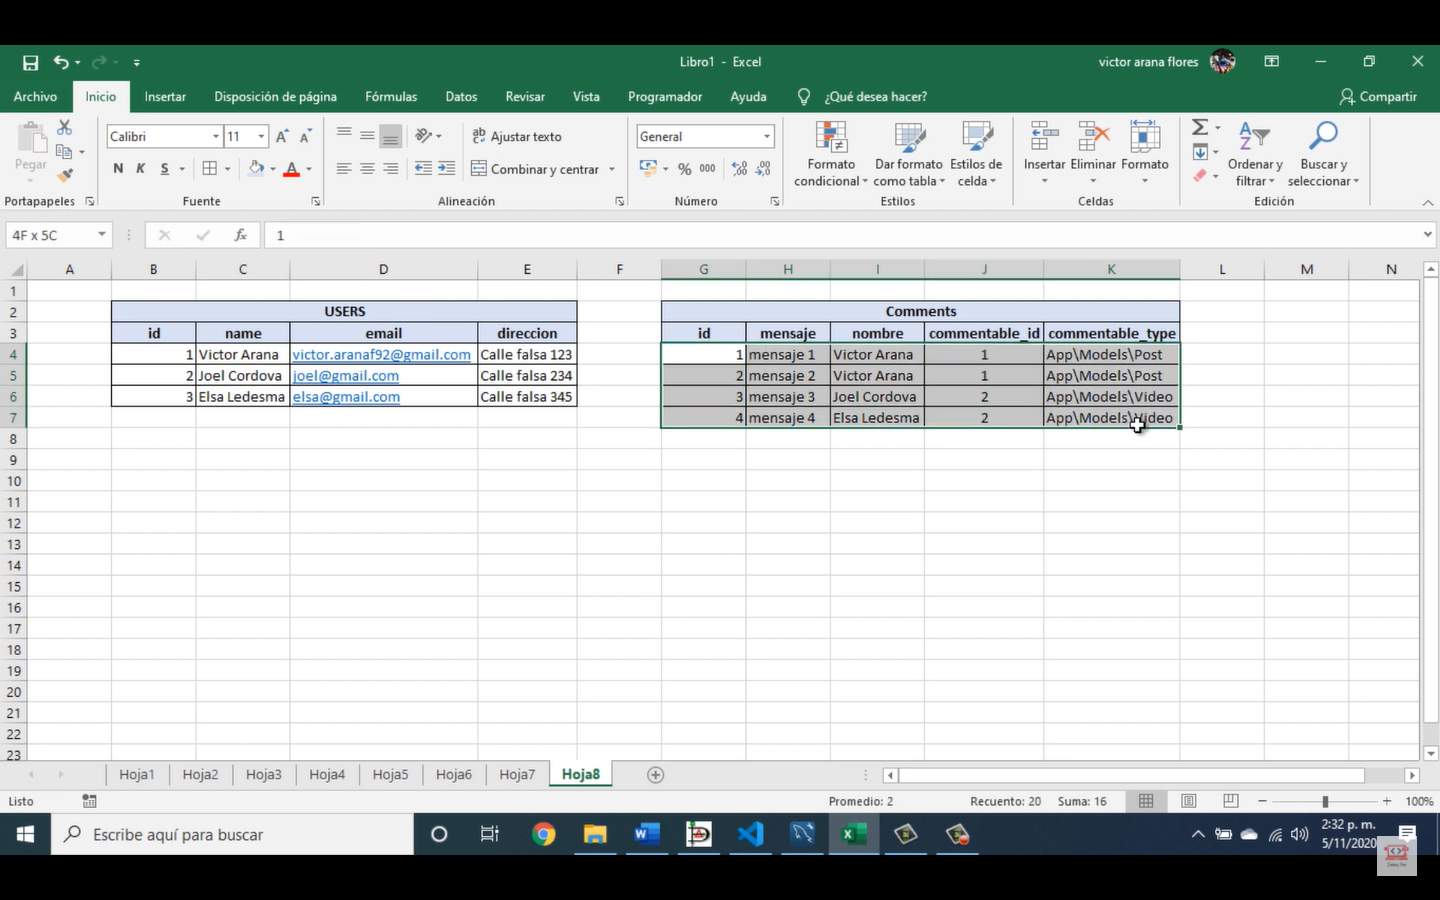 Libro1 - Excel
victor arana flores
Archivo Inicio Insertar Disposición de página Fórmulas Datos Revisar Vista Programador Ayuda ¿Qué desea hacer? Compartir
Pegar
Calibri 11
Ajustar texto
General
N K S
Combinar y centrar
% 000
Formato condicional
Dar formato como tabla
Estilos de celda
Insertar Eliminar Formato
Ordenar y filtrar
Buscar y seleccionar
Portapapeles Fuente Alineación Número Estilos Celdas Edición
4F x 5C fx 1
A B C D E F G H I J K L M N
1
2 USERS Comments
3 id name email direccion id mensaje nombre commentable_id commentable_type
4 1 Victor Arana victor.aranaf92@gmail.com Calle falsa 123 1 mensaje 1 Victor Arana 1 App\Models\Post
5 2 Joel Cordova joel@gmail.com Calle falsa 234 2 mensaje 2 Victor Arana 1 App\Models\Post
6 3 Elsa Ledesma elsa@gmail.com Calle falsa 345 3 mensaje 3 Joel Cordova 2 App\Models\Video
7 4 mensaje 4 Elsa Ledesma 2 App\Models\Video
8
9
10
11
12
13
14
15
16
17
18
19
20
21
22
23
Hoja1 Hoja2 Hoja3 Hoja4 Hoja5 Hoja6 Hoja7 Hoja8
Listo Promedio: 2 Recuento: 20 Suma: 16 100%
Escribe aquí para buscar
2:32 p. m.
5/11/2020